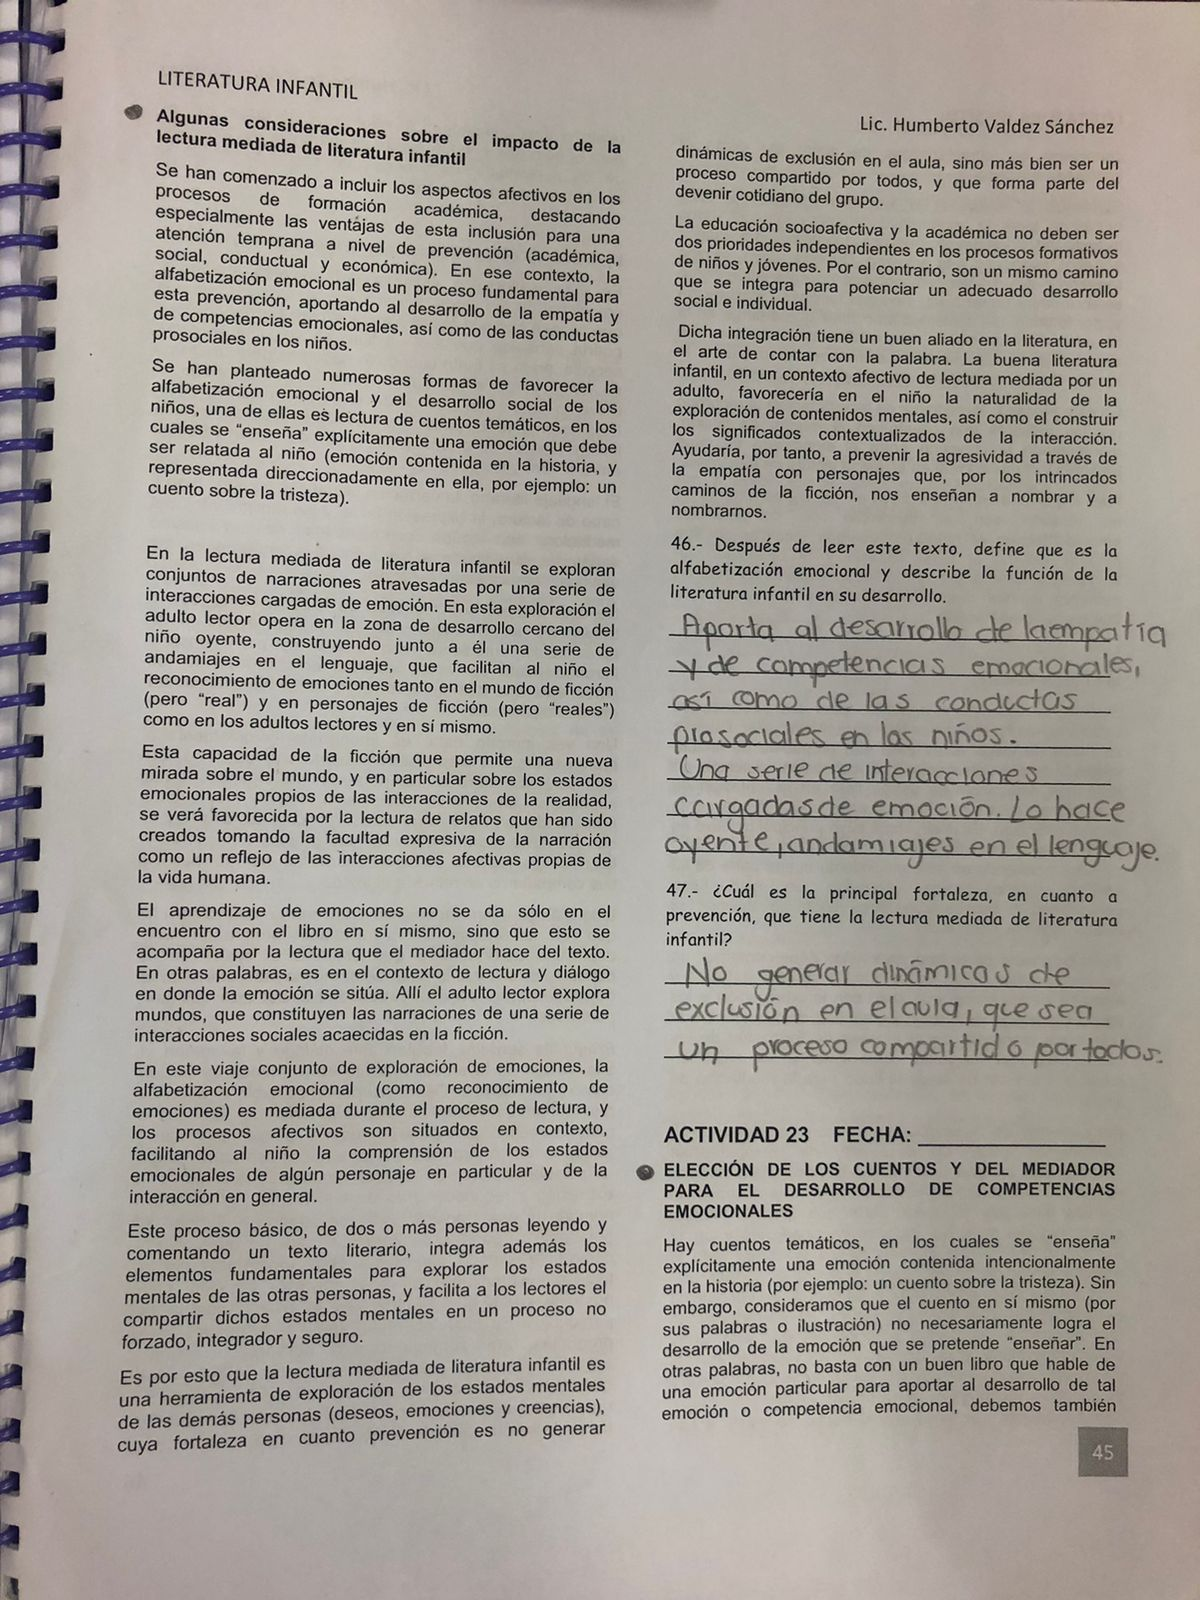 LITERATURA INFANTIL
Algunas consideraciones sobre el impacto de la
lectura mediada de literatura infantil
Se han comenzado a incluir los aspectos afectivos en los
procesos de formación académica, destacando
especialmente las ventajas de esta inclusión para una
atención temprana a nivel de prevención (académica,
social, conductual y económica). En ese contexto, la
alfabetización emocional es un proceso fundamental para
esta prevención, aportando al desarrollo de la empatía y
de competencias emocionales, así como de las conductas
prosociales en los niños.
Se han planteado numerosas formas de favorecer la
alfabetización emocional y el desarrollo social de los
niños, una de ellas es lectura de cuentos temáticos, en los
cuales se “enseña” explícitamente una emoción que debe
ser relatada al niño (emoción contenida en la historia, y
representada direccionadamente en ella, por ejemplo: un
cuento sobre la tristeza).
En la lectura mediada de literatura infantil se exploran
conjuntos de narraciones atravesadas por una serie de
interacciones cargadas de emoción. En esta exploración el
adulto lector opera en la zona de desarrollo cercano del
niño oyente, construyendo junto a él una serie de
andamiajes en el lenguaje, que facilitan al niño el
reconocimiento de emociones tanto en el mundo de ficción
(pero “real”) y en personajes de ficción (pero “reales”)
como en los adultos lectores y en sí mismo.
Esta capacidad de la ficción que permite una nueva
mirada sobre el mundo, y en particular sobre los estados
emocionales propios de las interacciones de la realidad,
se verá favorecida por la lectura de relatos que han sido
creados tomando la facultad expresiva de la narración
como un reflejo de las interacciones afectivas propias de
la vida humana.
El aprendizaje de emociones no se da sólo en el
encuentro con el libro en sí mismo, sino que esto se
acompaña por la lectura que el mediador hace del texto.
En otras palabras, es en el contexto de lectura y diálogo
en donde la emoción se sitúa. Allí el adulto lector explora
mundos, que constituyen las narraciones de una serie de
interacciones sociales acaecidas en la ficción.
En este viaje conjunto de exploración de emociones, la
alfabetización emocional (como reconocimiento de
emociones) es mediada durante el proceso de lectura, y
los procesos afectivos son situados en contexto,
facilitando al niño la comprensión de los estados
emocionales de algún personaje en particular y de la
interacción en general.
Este proceso básico, de dos o más personas leyendo y
comentando un texto literario, integra además los
elementos fundamentales para explorar los estados
mentales de las otras personas, y facilita a los lectores el
compartir dichos estados mentales en un proceso no
forzado, integrador y seguro.
Es por esto que la lectura mediada de literatura infantil es
una herramienta de exploración de los estados mentales
de las demás personas (deseos, emociones y creencias),
cuya fortaleza en cuanto prevención es no generar
Lic. Humberto Valdez Sánchez
dinámicas de exclusión en el aula, sino más bien ser un
proceso compartido por todos, y que forma parte del
devenir cotidiano del grupo.
La educación socioafectiva y la académica no deben ser
dos prioridades independientes en los procesos formativos
de niños y jóvenes. Por el contrario, son un mismo camino
que se integra para potenciar un adecuado desarrollo
social e individual.
Dicha integración tiene un buen aliado en la literatura, en
el arte de contar con la palabra. La buena literatura
infantil, en un contexto afectivo de lectura mediada por un
adulto, favorecería en el niño la naturalidad de la
exploración de contenidos mentales, así como el construir
los significados contextualizados de la interacción.
Ayudaría, por tanto, a prevenir la agresividad a través de
la empatía con personajes que, por los intrincados
caminos de la ficción, nos enseñan a nombrar y a
nombrarnos.
46.- Después de leer este texto, define que es la
alfabetización emocional y describe la función de la
literatura infantil en su desarrollo.
Aporta al desarrollo de la empatía
y de competencias emocionales,
así como de las conductas
prosociales en los niños.
Una serie de interacciones
cargadas de emoción. Lo hace
oyente, andamiajes en el lenguaje.
47.- ¿Cuál es la principal fortaleza, en cuanto a
prevención, que tiene la lectura mediada de literatura
infantil?
No generar dinámicas de
exclusión en el aula, que sea
un proceso compartido por todos.
ACTIVIDAD 23 FECHA:
ELECCIÓN DE LOS CUENTOS Y DEL MEDIADOR
PARA EL DESARROLLO DE COMPETENCIAS
EMOCIONALES
Hay cuentos temáticos, en los cuales se “enseña”
explícitamente una emoción contenida intencionalmente
en la historia (por ejemplo: un cuento sobre la tristeza). Sin
embargo, consideramos que el cuento en sí mismo (por
sus palabras o ilustración) no necesariamente logra el
desarrollo de la emoción que se pretende “enseñar”. En
otras palabras, no basta con un buen libro que hable de
una emoción particular para aportar al desarrollo de tal
emoción o competencia emocional, debemos también
45